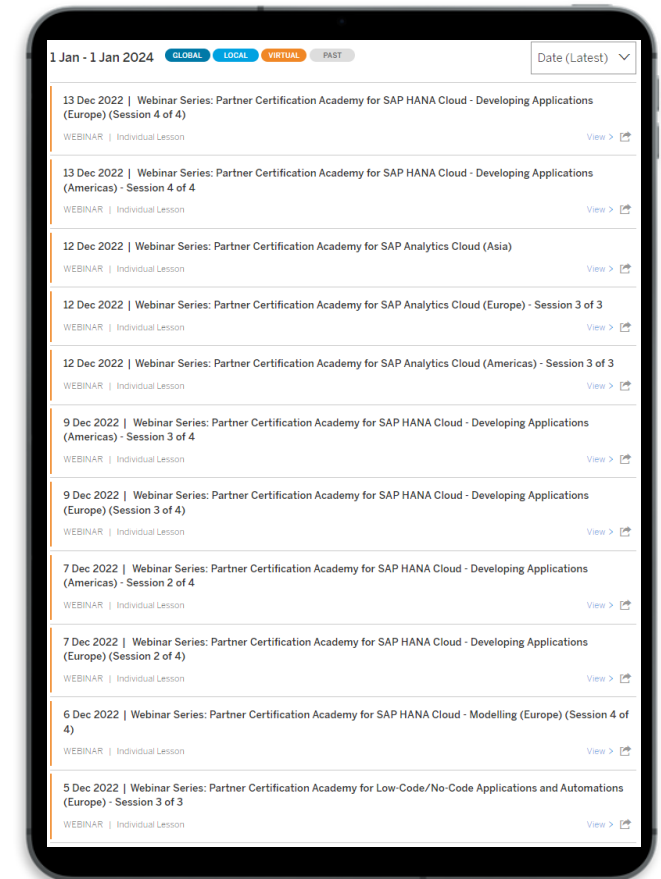 1 Jan - 1 Jan 2024 GLOBAL LOCAL VIRTUAL PAST Date (Latest)
13 Dec 2022 | Webinar Series: Partner Certification Academy for SAP HANA Cloud - Developing Applications
(Europe) (Session 4 of 4)
WEBINAR | Individual Lesson View >
13 Dec 2022 | Webinar Series: Partner Certification Academy for SAP HANA Cloud - Developing Applications
(Americas) - Session 4 of 4
WEBINAR | Individual Lesson View >
12 Dec 2022 | Webinar Series: Partner Certification Academy for SAP Analytics Cloud (Asia)
WEBINAR | Individual Lesson View >
12 Dec 2022 | Webinar Series: Partner Certification Academy for SAP Analytics Cloud (Europe) - Session 3 of 3
WEBINAR | Individual Lesson View >
12 Dec 2022 | Webinar Series: Partner Certification Academy for SAP Analytics Cloud (Americas) - Session 3 of 3
WEBINAR | Individual Lesson View >
9 Dec 2022 | Webinar Series: Partner Certification Academy for SAP HANA Cloud - Developing Applications
(Americas) - Session 3 of 4
WEBINAR | Individual Lesson View >
9 Dec 2022 | Webinar Series: Partner Certification Academy for SAP HANA Cloud - Developing Applications
(Europe) (Session 3 of 4)
WEBINAR | Individual Lesson View >
7 Dec 2022 | Webinar Series: Partner Certification Academy for SAP HANA Cloud - Developing Applications
(Americas) - Session 2 of 4
WEBINAR | Individual Lesson View >
7 Dec 2022 | Webinar Series: Partner Certification Academy for SAP HANA Cloud - Developing Applications
(Europe) (Session 2 of 4)
WEBINAR | Individual Lesson View >
6 Dec 2022 | Webinar Series: Partner Certification Academy for SAP HANA Cloud - Modelling (Europe) (Session 4 of
4)
WEBINAR | Individual Lesson View >
5 Dec 2022 | Webinar Series: Partner Certification Academy for Low-Code/No-Code Applications and Automations
(Europe) - Session 3 of 3
WEBINAR | Individual Lesson View >